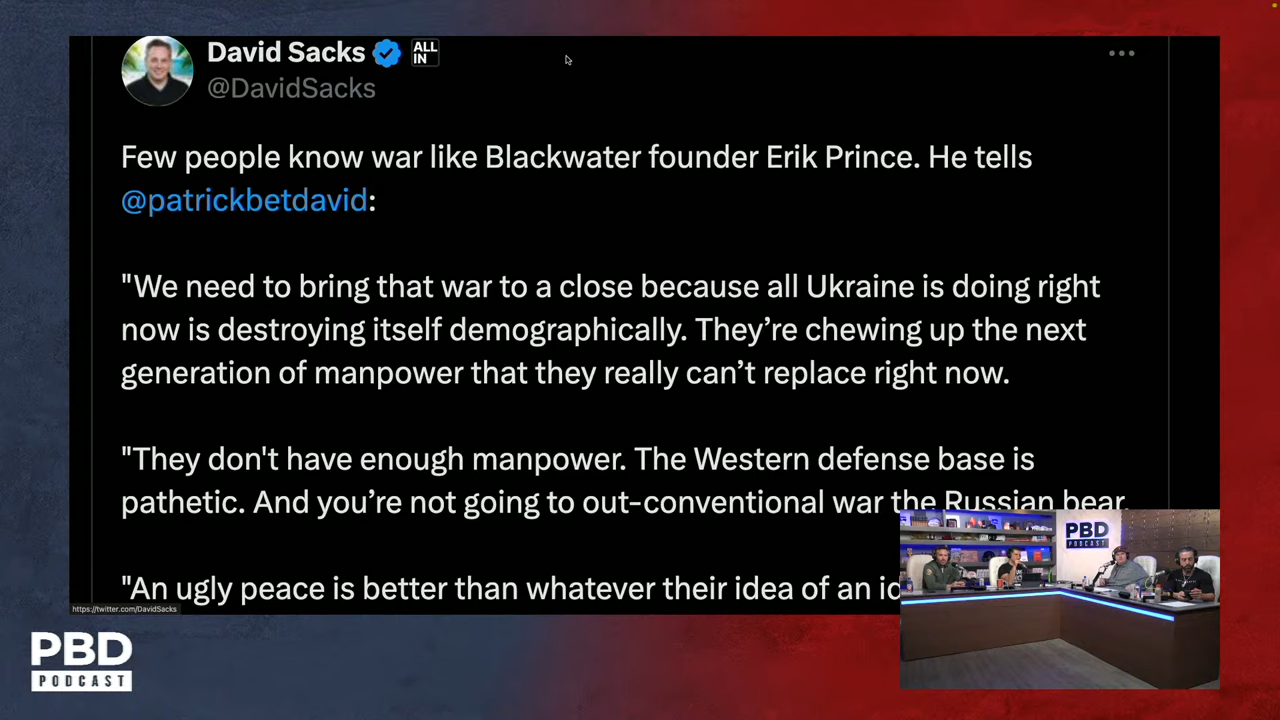 David Sacks
ALL
IN
@DavidSacks
Few people know war like Blackwater founder Erik Prince. He tells
@patrickbetdavid:
"We need to bring that war to a close because all Ukraine is doing right
now is destroying itself demographically. They’re chewing up the next
generation of manpower that they really can’t replace right now.
"They don't have enough manpower. The Western defense base is
pathetic. And you’re not going to out-conventional war the Russian bear.
"An ugly peace is better than whatever their idea of an
https://twitter.com/DavidSacks
PBD
PODCAST
PBD
PODCAST